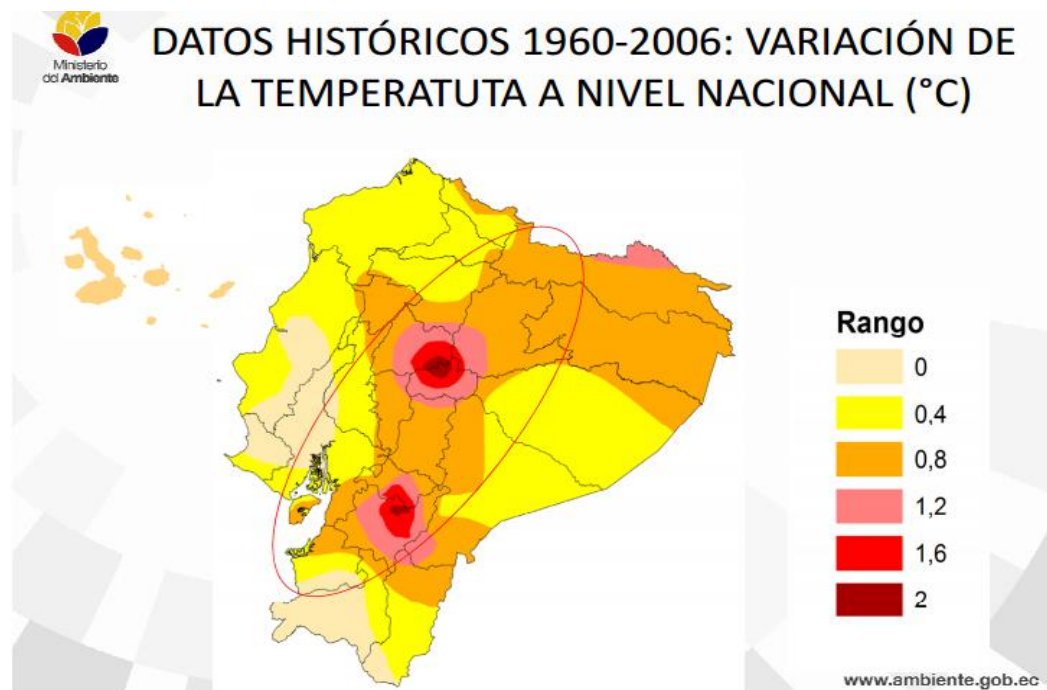 Ministerio
del Ambiente
DATOS HISTÓRICOS 1960-2006: VARIACIÓN DE
LA TEMPERATUTA A NIVEL NACIONAL (°C)
Rango
0
0,4
0,8
1,2
1,6
2
www.ambiente.gob.ec